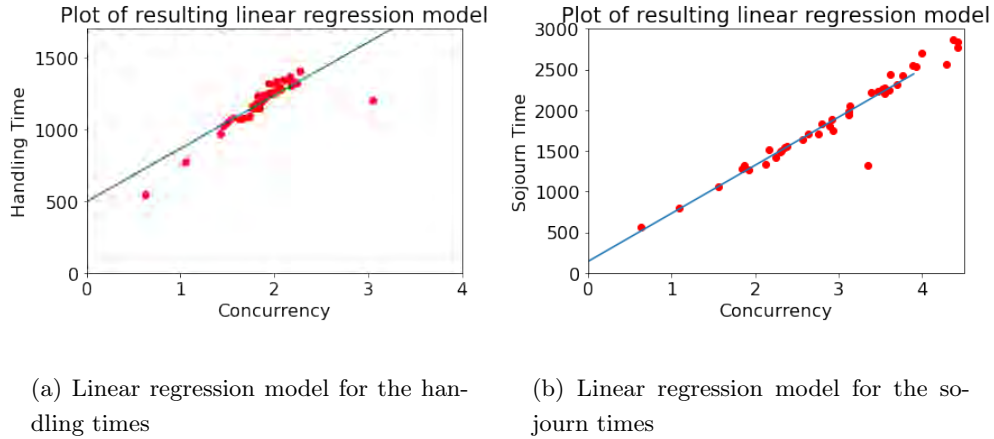 Plot of resulting linear regression model
1500
1000
500
0
Handling Time
0 1 2 3 4
Concurrency
Plot of resulting linear regression model
3000
2500
2000
1500
1000
500
0
Sojourn Time
0 1 2 3 4
Concurrency
(a) Linear regression model for the han-
dling times
(b) Linear regression model for the so-
journ times